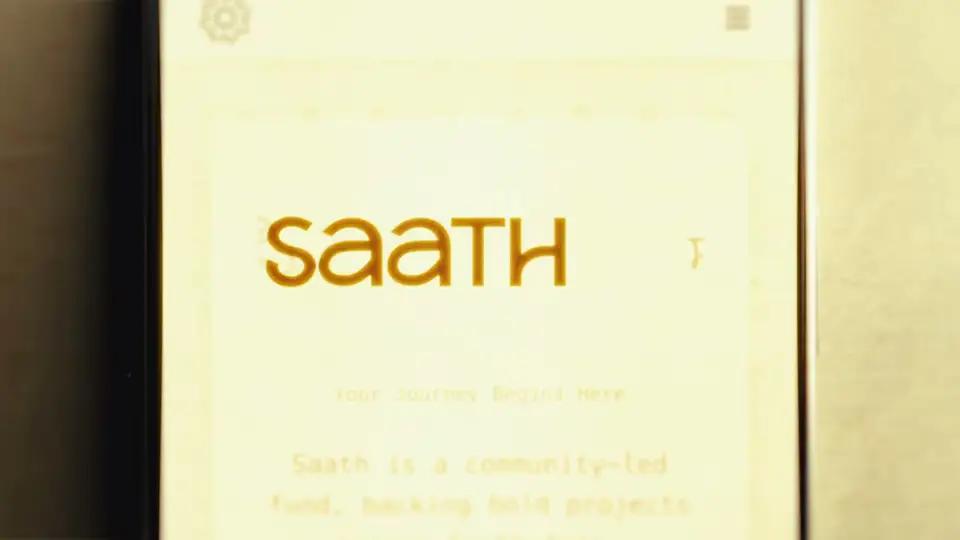 SAATH
Your Journey Begins Here
Saath is a community-led
fund, backing bold projects